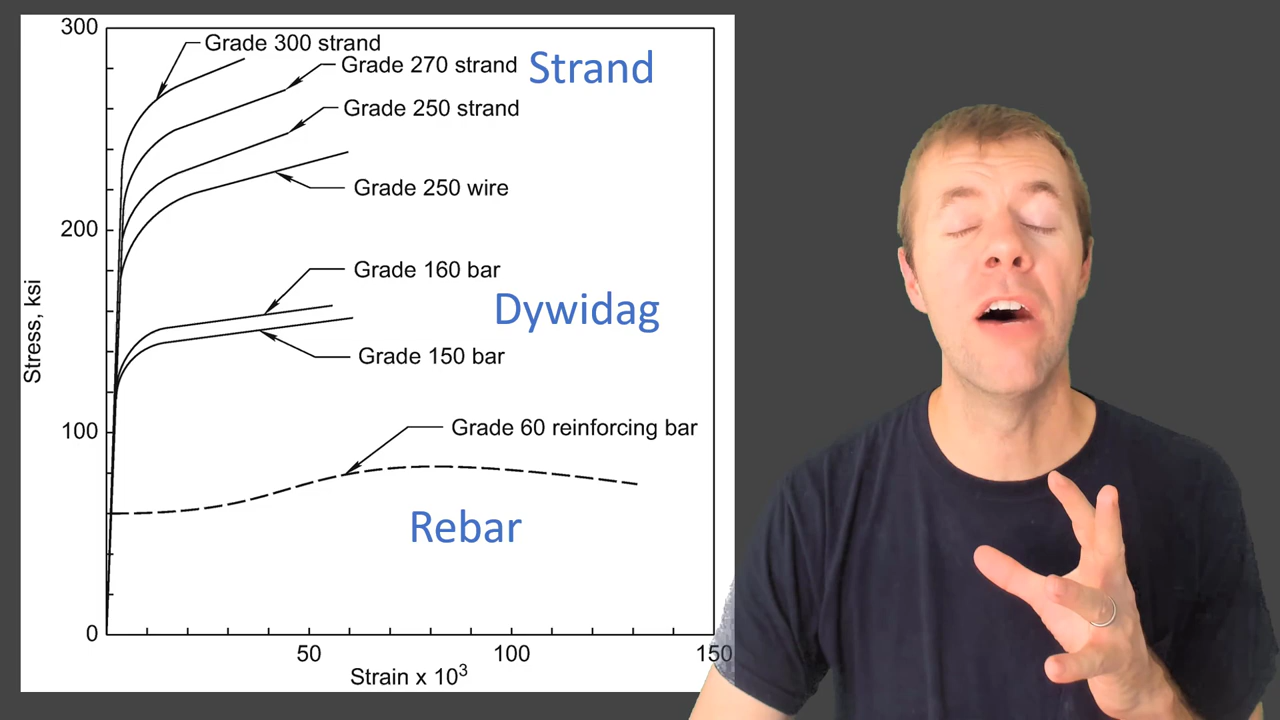 300
Grade 300 strand
Grade 270 strand
Strand
Grade 250 strand
Grade 250 wire
200
Grade 160 bar
Dywidag
Grade 150 bar
Stress, ksi
100
Grade 60 reinforcing bar
Rebar
0
50
100
150
Strain x 10³